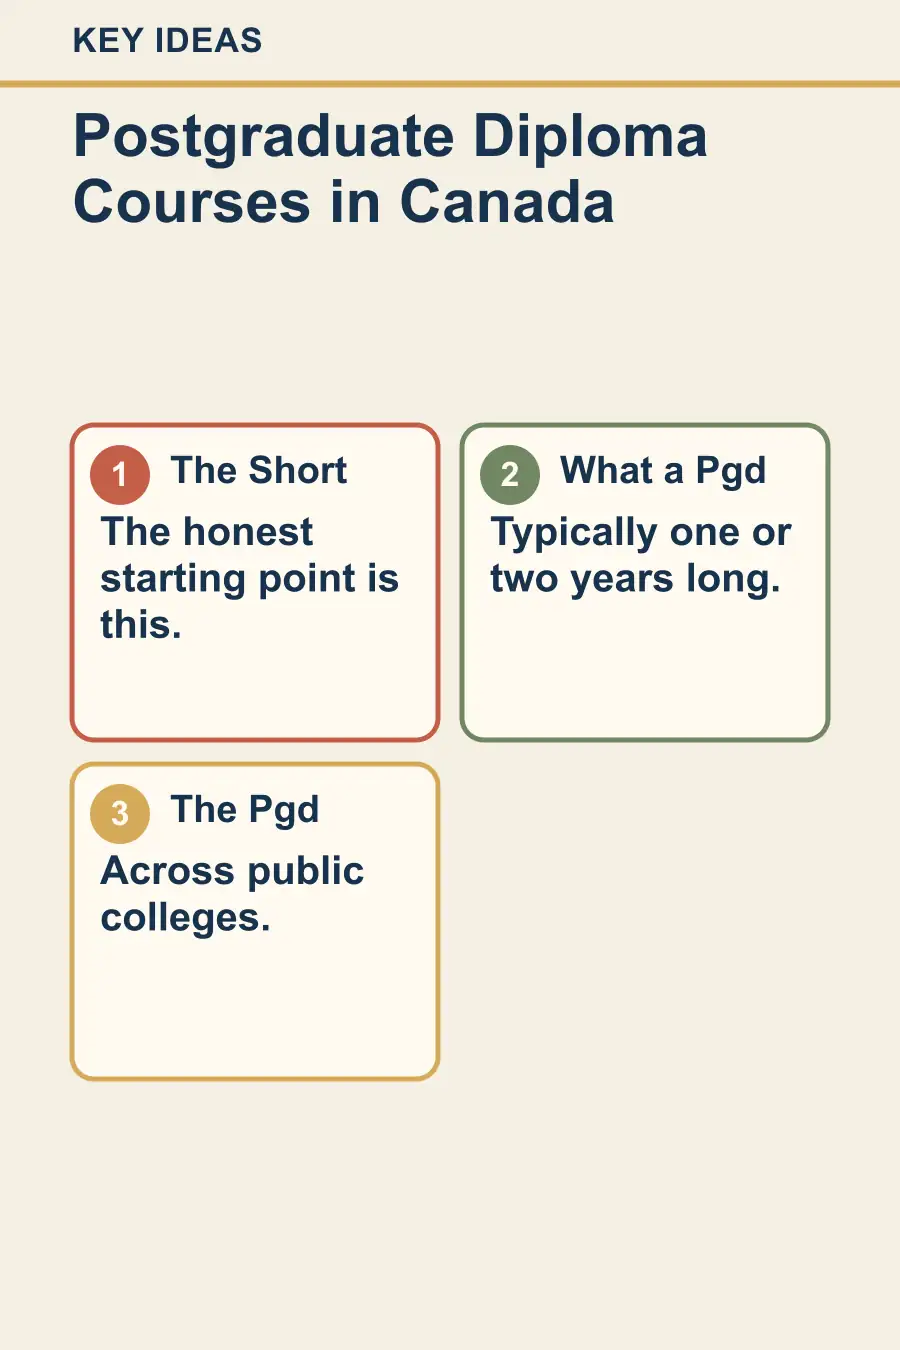 KEY IDEAS
Postgraduate Diploma
Courses in Canada
1
The Short
The honest
starting point is
this.
2
What a Pgd
Typically one or
two years long.
3
The Pgd
Across public
colleges.